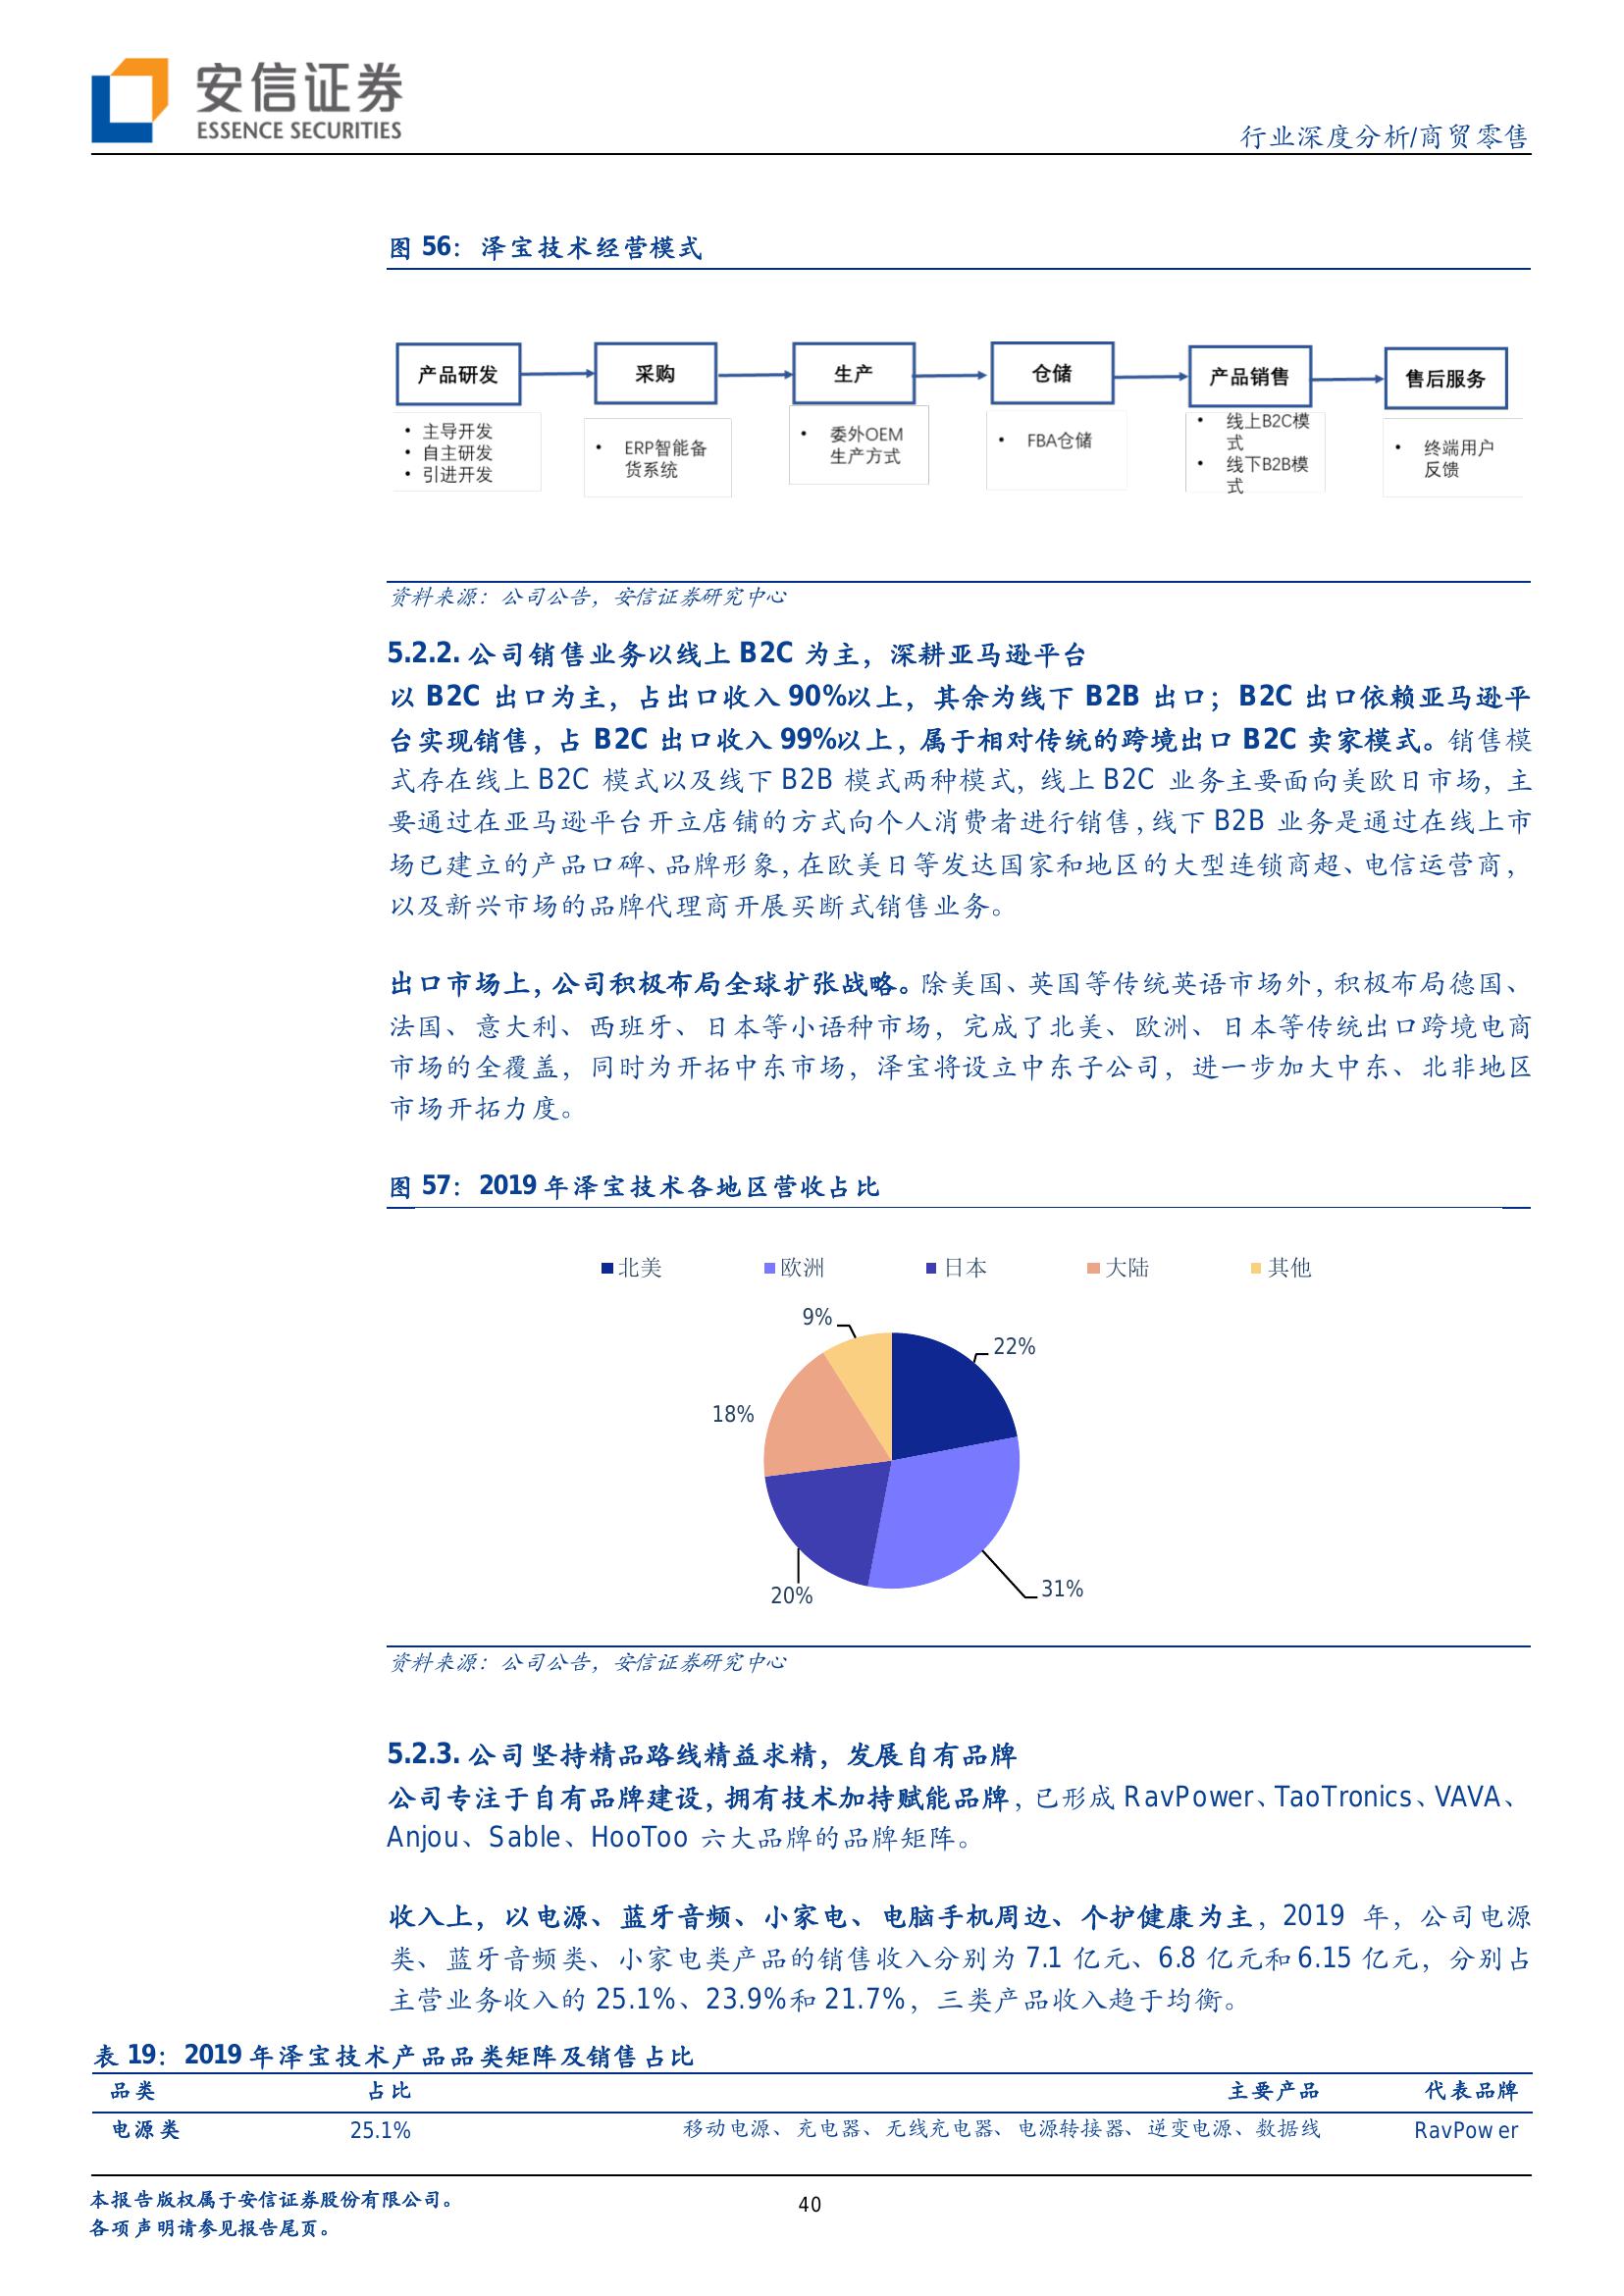 安信证券
ESSENCE SECURITIES
行业深度分析/商贸零售
图 56：泽宝技术经营模式
产品研发
采购
生产
仓储
产品销售
售后服务
• 主导开发
• 自主研发
• 引进开发
• ERP智能备
货系统
• 委外OEM
生产方式
• FBA仓储
• 线上B2C模
式
• 线下B2B模
式
• 终端用户
反馈
资料来源：公司公告，安信证券研究中心
5.2.2. 公司销售业务以线上 B2C 为主，深耕亚马逊平台
以 B2C 出口为主，占出口收入 90%以上，其余为线下 B2B 出口；B2C 出口依赖亚马逊平
台实现销售，占 B2C 出口收入 99%以上，属于相对传统的跨境出口 B2C 卖家模式。销售模
式存在线上 B2C 模式以及线下 B2B 模式两种模式，线上 B2C 业务主要面向美欧日市场，主
要通过在亚马逊平台开立店铺的方式向个人消费者进行销售，线下 B2B 业务是通过在线上市
场已建立的产品口碑、品牌形象，在欧美日等发达国家和地区的大型连锁商超、电信运营商，
以及新兴市场的品牌代理商开展买断式销售业务。
出口市场上，公司积极布局全球扩张战略。除美国、英国等传统英语市场外，积极布局德国、
法国、意大利、西班牙、日本等小语种市场，完成了北美、欧洲、日本等传统出口跨境电商
市场的全覆盖，同时为开拓中东市场，泽宝将设立中东子公司，进一步加大中东、北非地区
市场开拓力度。
图 57：2019 年泽宝技术各地区营收占比
北美
欧洲
日本
大陆
其他
9%
22%
18%
31%
20%
资料来源：公司公告，安信证券研究中心
5.2.3. 公司坚持精品路线精益求精，发展自有品牌
公司专注于自有品牌建设，拥有技术加持赋能品牌，已形成 RavPower、TaoTronics、VAVA、
Anjou、Sable、HooToo 六大品牌的品牌矩阵。
收入上，以电源、蓝牙音频、小家电、电脑手机周边、个护健康为主，2019 年，公司电源
类、蓝牙音频类、小家电类产品的销售收入分别为 7.1 亿元、6.8 亿元和 6.15 亿元，分别占
主营业务收入的 25.1%、23.9%和 21.7%，三类产品收入趋于均衡。
表 19：2019 年泽宝技术产品品类矩阵及销售占比
品类 占比 主要产品 代表品牌
电源类 25.1% 移动电源、充电器、无线充电器、电源转接器、逆变电源、数据线 RavPower
本报告版权属于安信证券股份有限公司。
40
各项声明请参见报告尾页。